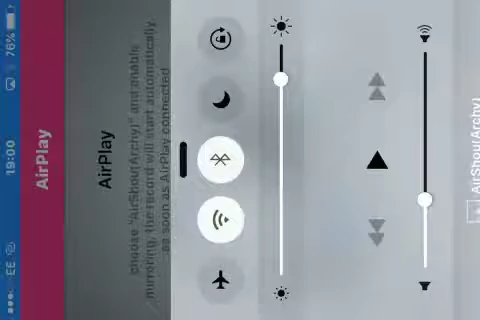 EE 19:00 76%
AirPlay
AirPlay
choose "AirShou(Archy)" and enable
mirroring, the record will start automatically
as soon as AirPlay connected
AirShou(Archy)